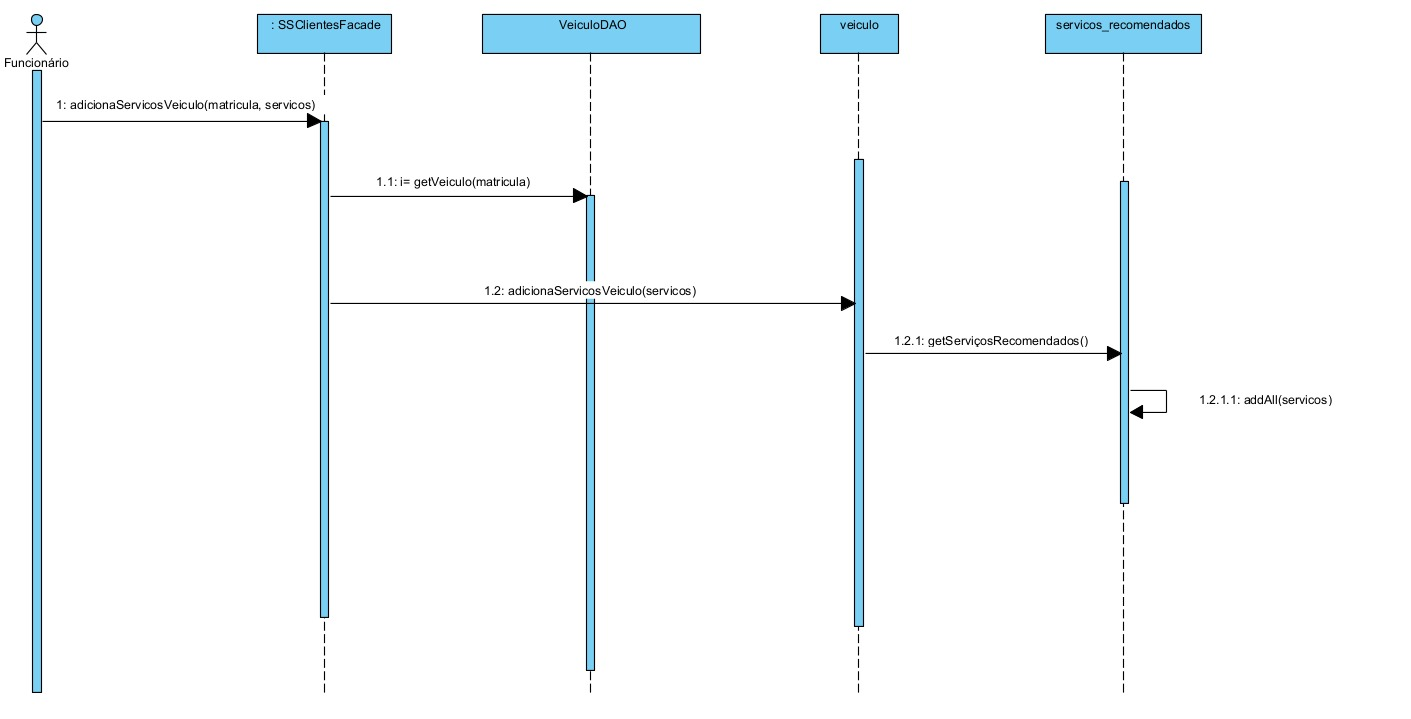 : SSClientesFacade
VeiculoDAO
veiculo
servicos_recomendados
Funcionário
1: adicionaServicosVeiculo(matricula, servicos)
1.1: i= getVeiculo(matricula)
1.2: adicionaServicosVeiculo(servicos)
1.2.1: getServiçosRecomendados()
1.2.1.1: addAll(servicos)